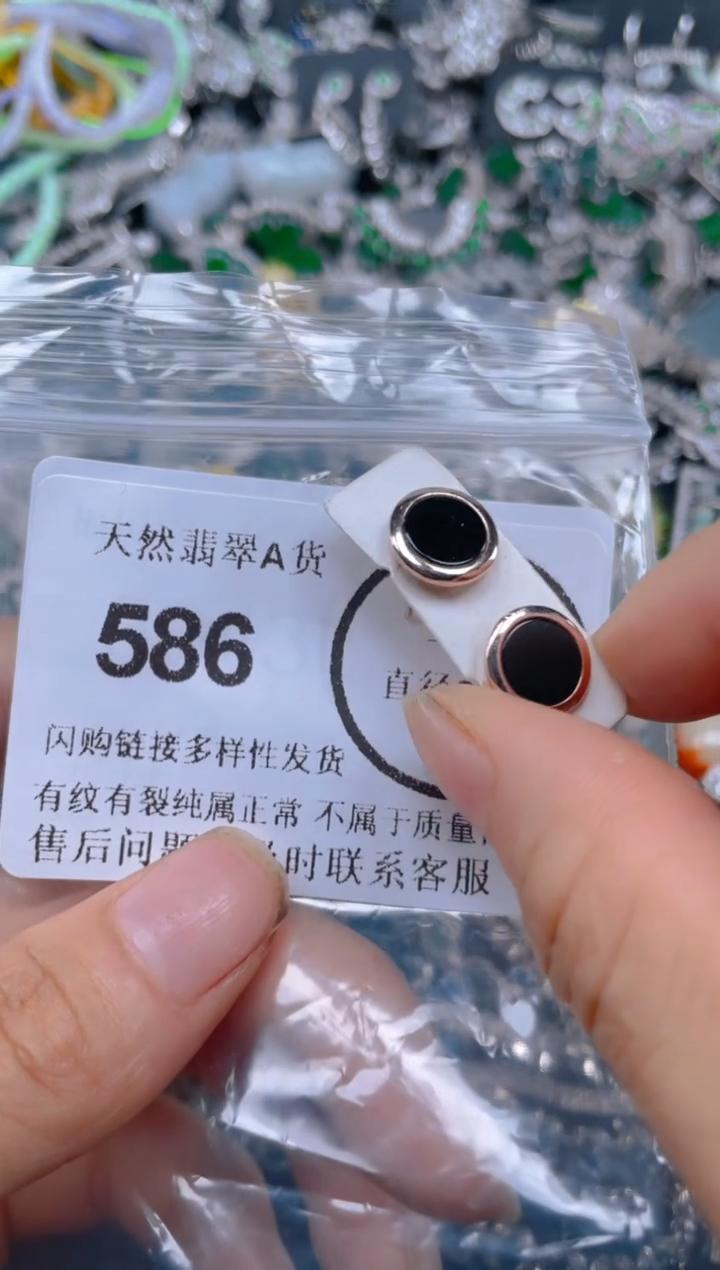 天然翡翠A货
586
直径
闪购链接多样性发货
有纹有裂纯属正常 不属于质量
售后问题 时联系客服